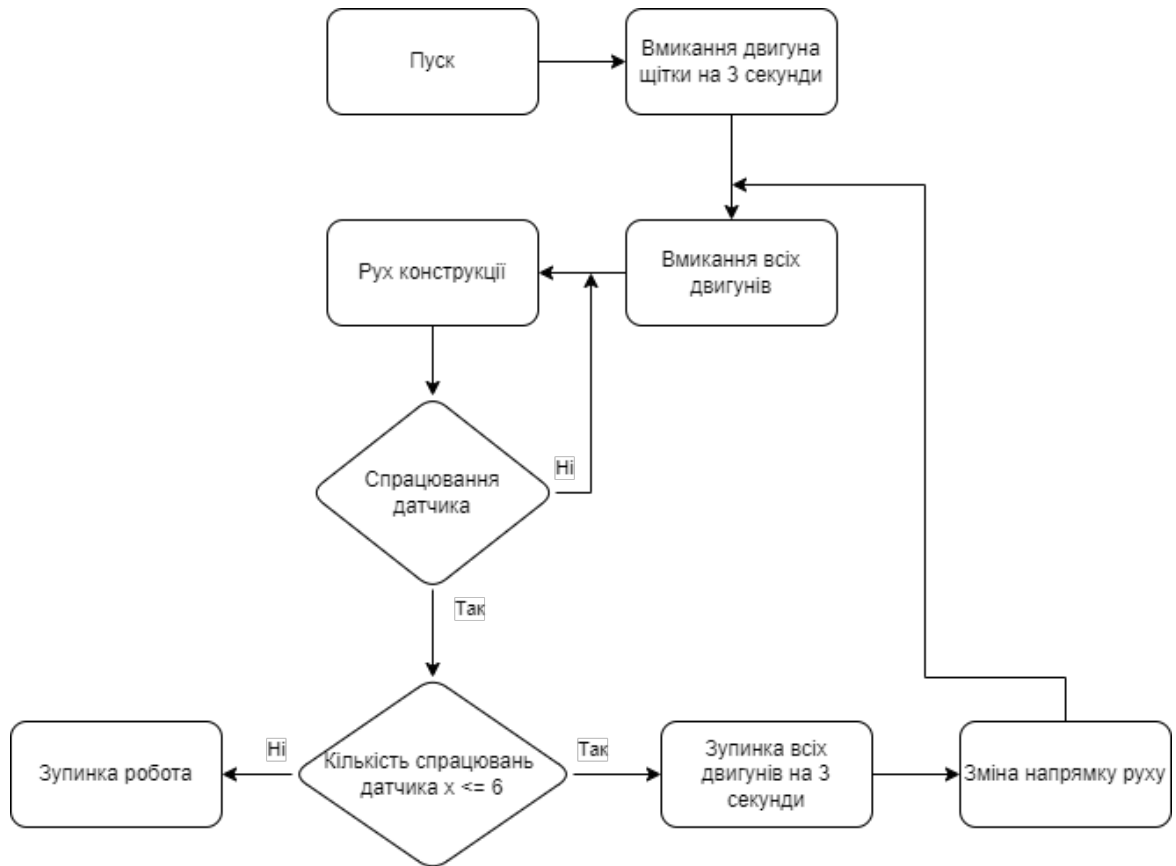 Пуск
Вмикання двигуна
щітки на 3 секунди
Рух конструкції
Вмикання всіх
двигунів
Спрацювання
датчика
Ні
Так
Зупинка робота
Ні
Кількість спрацювань
датчика x <= 6
Так
Зупинка всіх
двигунів на 3
секунди
Зміна напрямку руху